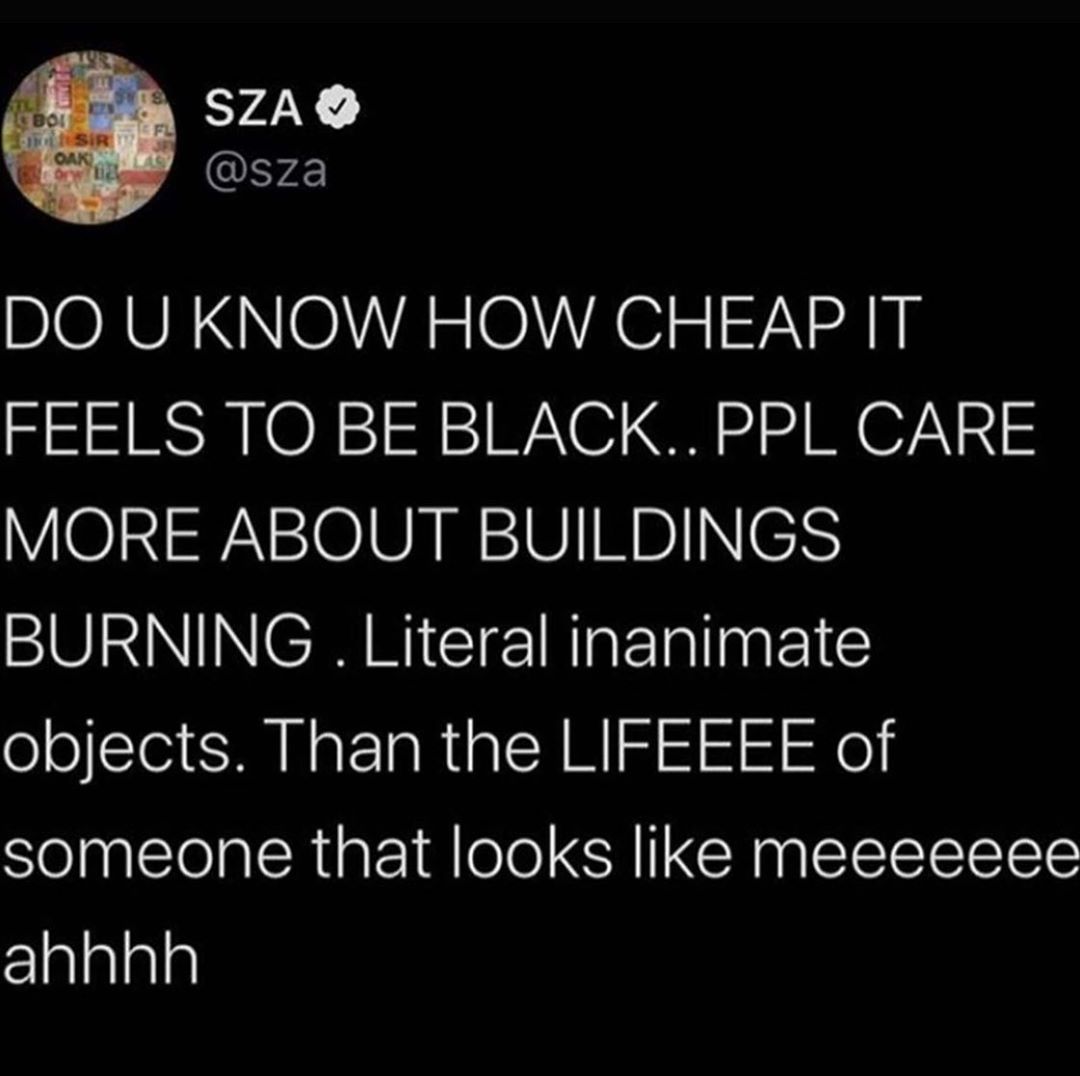 SZA
@sza
DO U KNOW HOW CHEAP IT
FEELS TO BE BLACK.. PPL CARE
MORE ABOUT BUILDINGS
BURNING . Literal inanimate
objects. Than the LIFEEEE of
someone that looks like meeeeeee
ahhhh